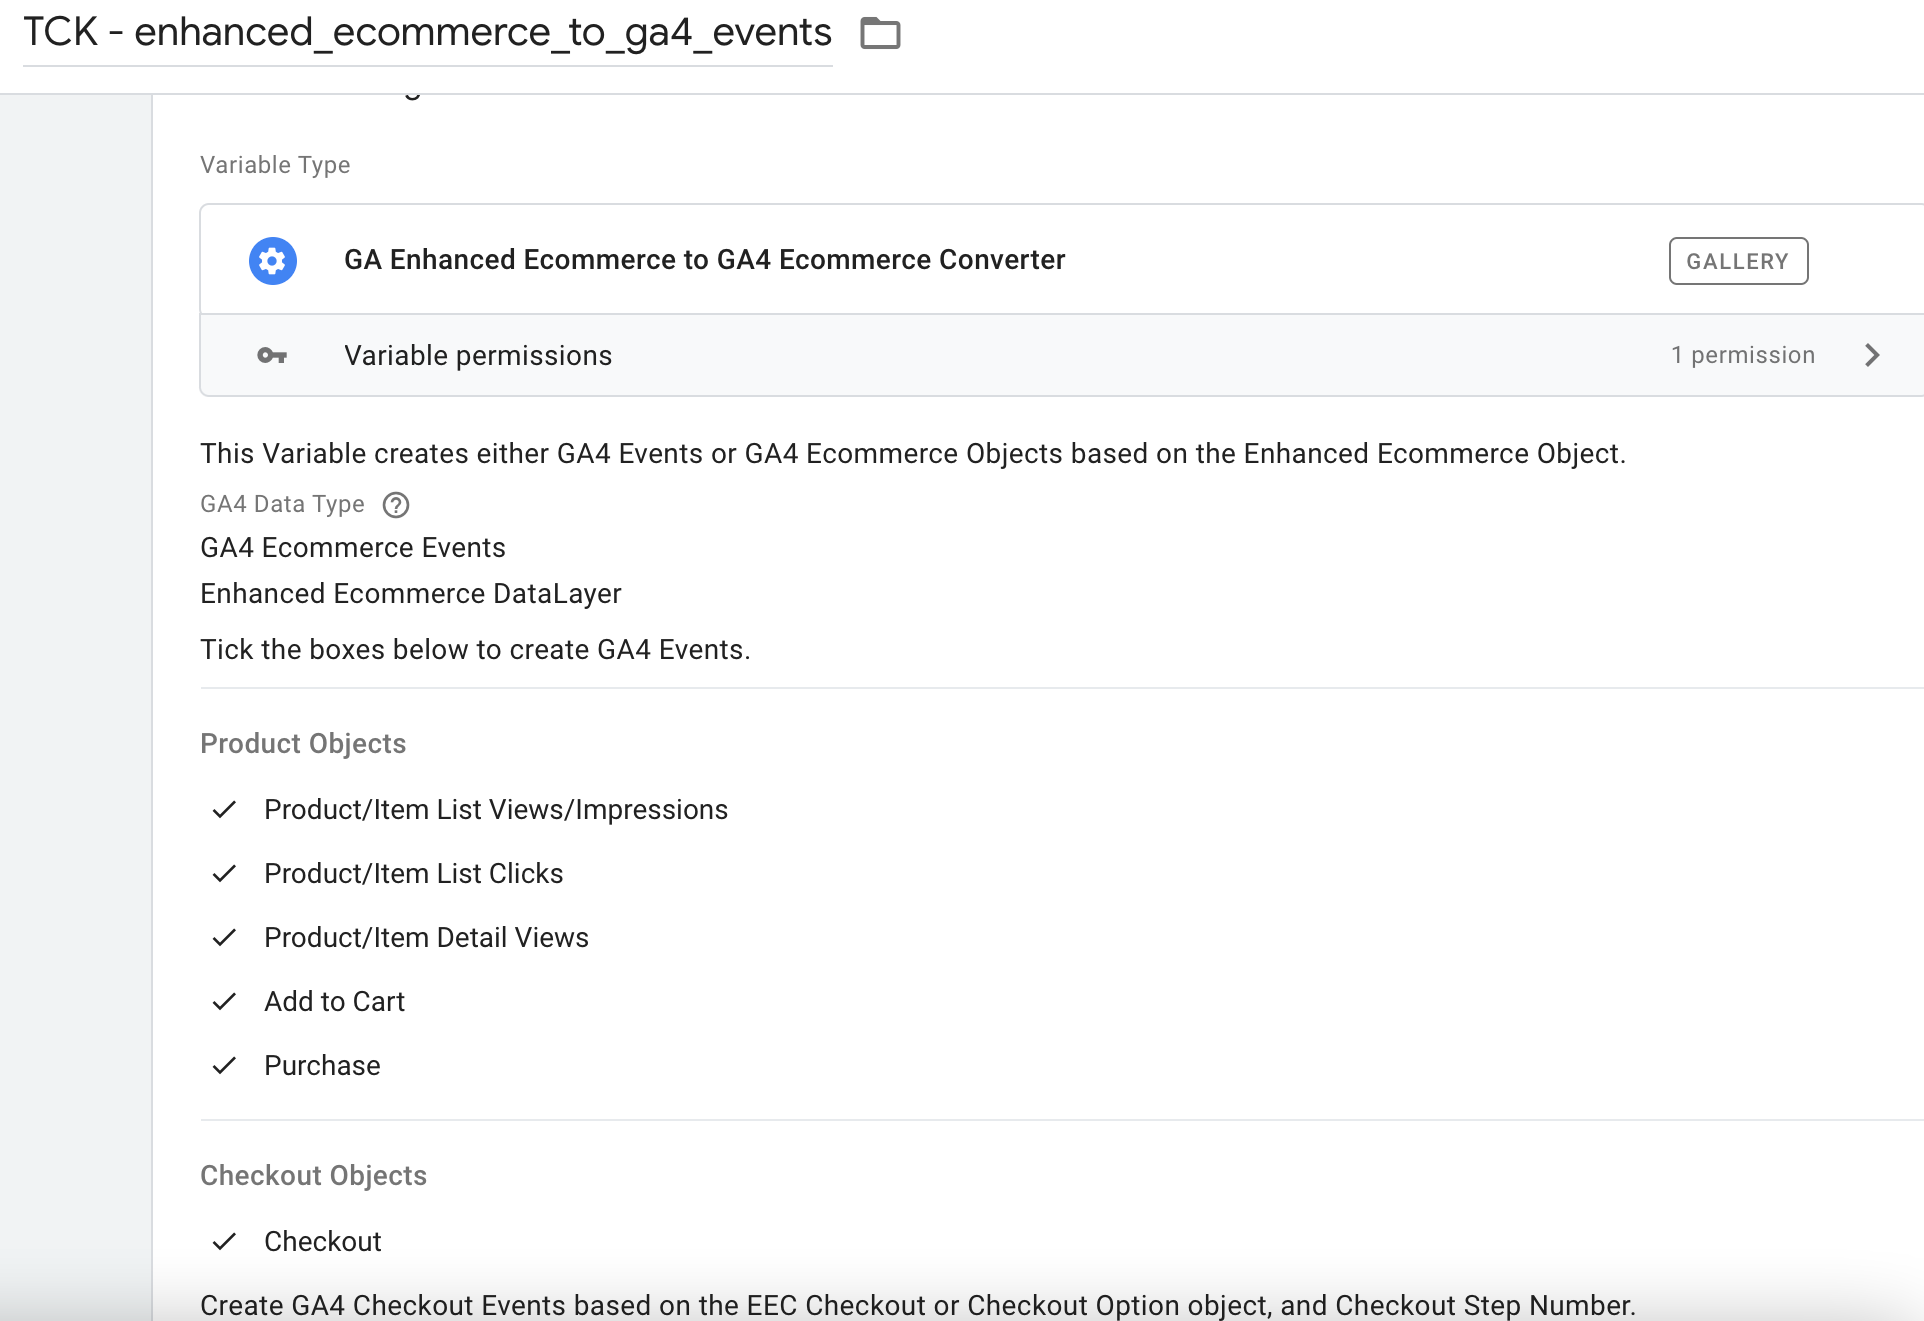 TCK - enhanced_ecommerce_to_ga4_events
Variable Type
GA Enhanced Ecommerce to GA4 Ecommerce Converter
GALLERY
Variable permissions
1 permission
This Variable creates either GA4 Events or GA4 Ecommerce Objects based on the Enhanced Ecommerce Object.
GA4 Data Type
GA4 Ecommerce Events
Enhanced Ecommerce DataLayer
Tick the boxes below to create GA4 Events.
Product Objects
Product/Item List Views/Impressions
Product/Item List Clicks
Product/Item Detail Views
Add to Cart
Purchase
Checkout Objects
Checkout
Create GA4 Checkout Events based on the EEC Checkout or Checkout Option object, and Checkout Step Number.